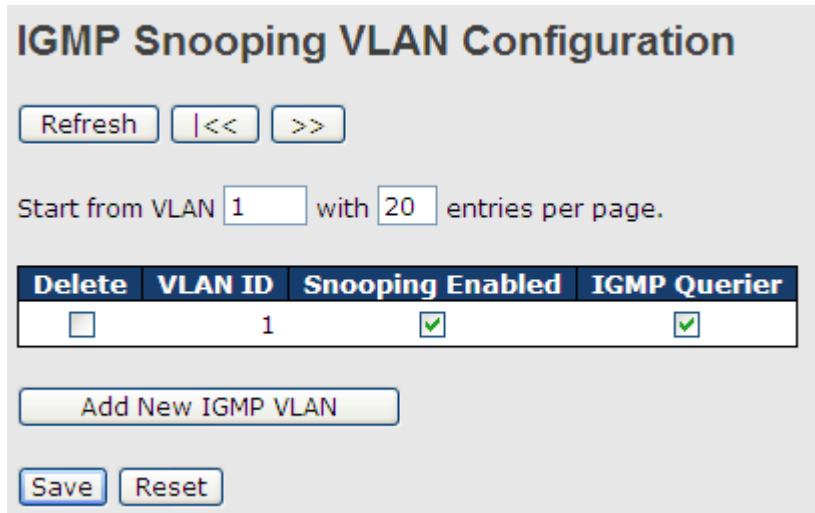 IGMP Snooping VLAN Configuration
Refresh |<< >>
Start from VLAN 1 with 20 entries per page.
Delete VLAN ID Snooping Enabled IGMP Querier
1
Add New IGMP VLAN
Save Reset